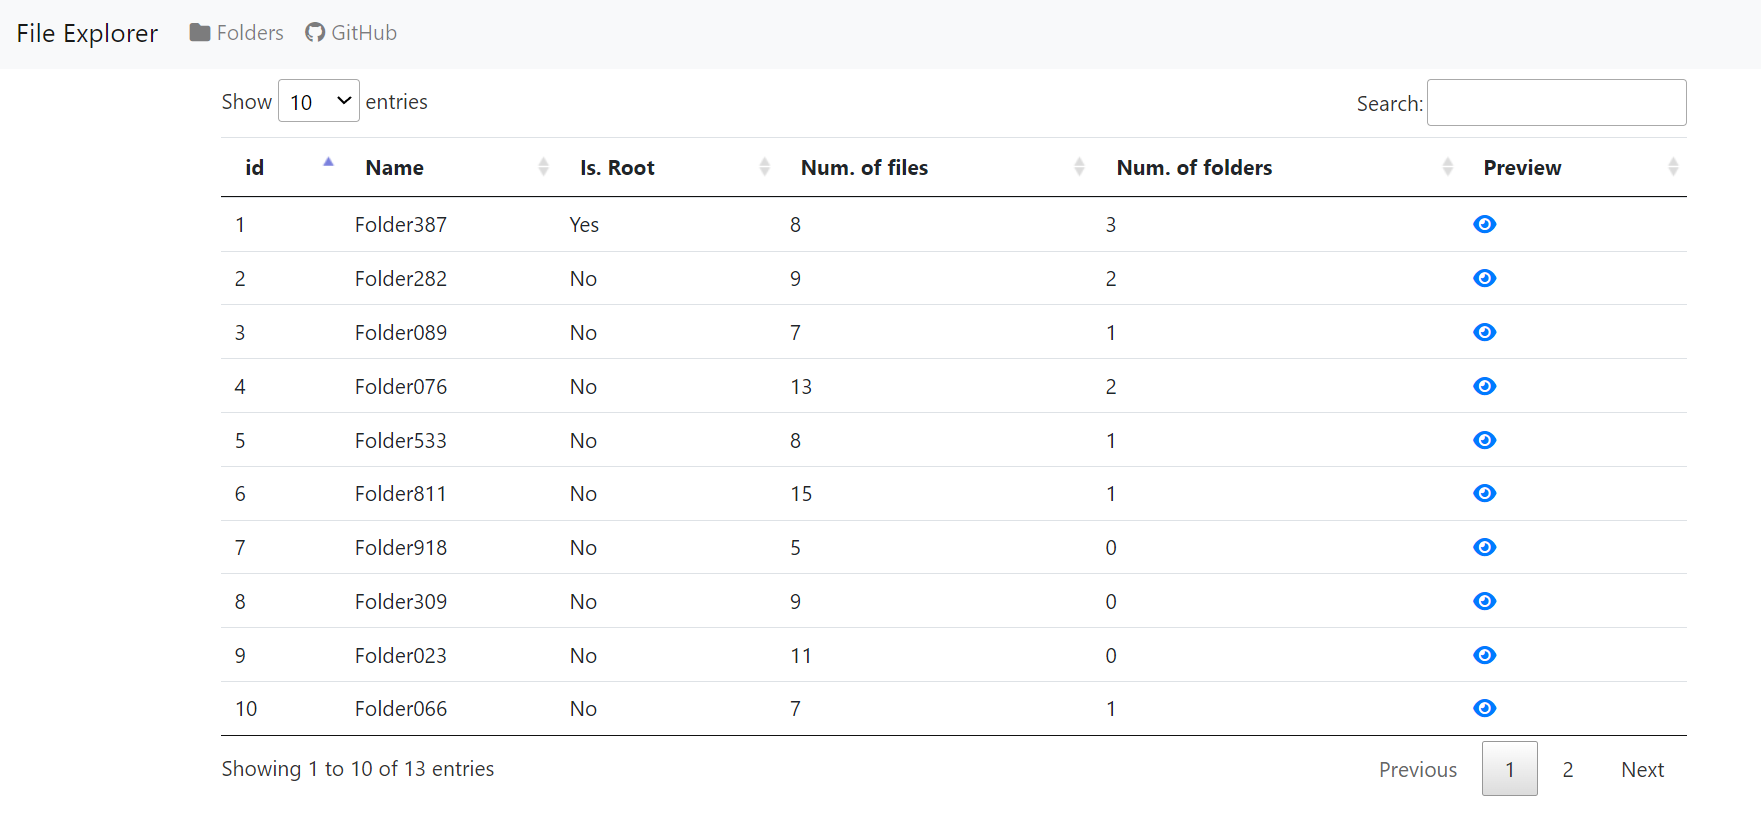 File Explorer Folders GitHub
Show 10 entries Search:
id Name Is. Root Num. of files Num. of folders Preview
1 Folder387 Yes 8 3
2 Folder282 No 9 2
3 Folder089 No 7 1
4 Folder076 No 13 2
5 Folder533 No 8 1
6 Folder811 No 15 1
7 Folder918 No 5 0
8 Folder309 No 9 0
9 Folder023 No 11 0
10 Folder066 No 7 1
Showing 1 to 10 of 13 entries Previous 1 2 Next